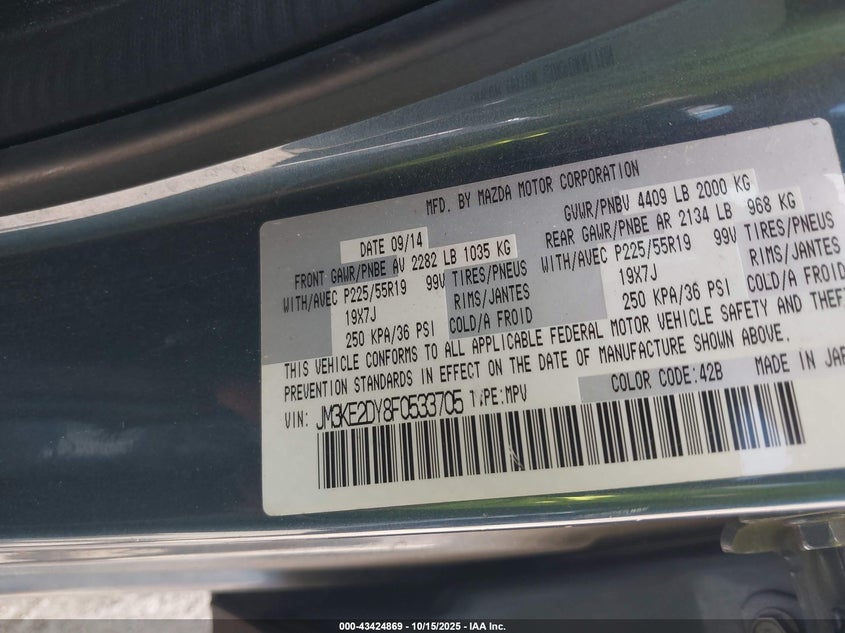 MFD. BY MAZDA MOTOR CORPORATION
DATE 09/14
GVWR/PNBV 4409 LB 2000 KG
FRONT GAWR/PNBE AV 2282 LB 1035 KG
REAR GAWR/PNBE AR 2134 LB 968 KG
WITH/AVEC P225/55R19 99V TIRES/PNEUS
WITH/AVEC P225/55R19 99V TIRES/PNEUS
19X7J RIMS/JANTES
19X7J RIMS/JANTES
250 KPA/36 PSI COLD/A FROID
250 KPA/36 PSI COLD/A FROID
THIS VEHICLE CONFORMS TO ALL APPLICABLE FEDERAL MOTOR VEHICLE SAFETY AND THEF
PREVENTION STANDARDS IN EFFECT ON THE DATE OF MANUFACTURE SHOWN ABOVE.
VIN: JM3KE2DY8F0533705 TYPE:MPV COLOR CODE:42B MADE IN JAP
000-43424869 - 10/15/2025 - IAA Inc.